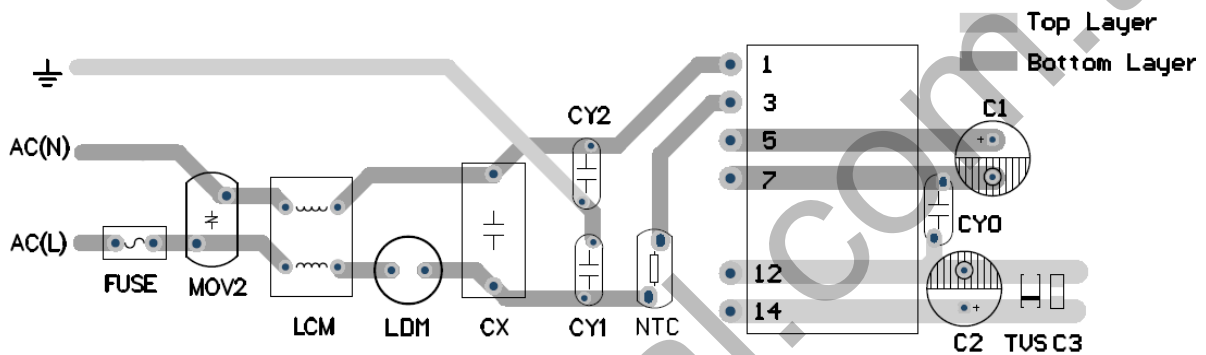 Top Layer
Bottom Layer
AC(N)
AC(L)
FUSE
MOV2
LCM
LDM
CX
CY2
CY1
NTC
1
3
5
7
12
14
C1
+
CY0
+
C2
TVS C3